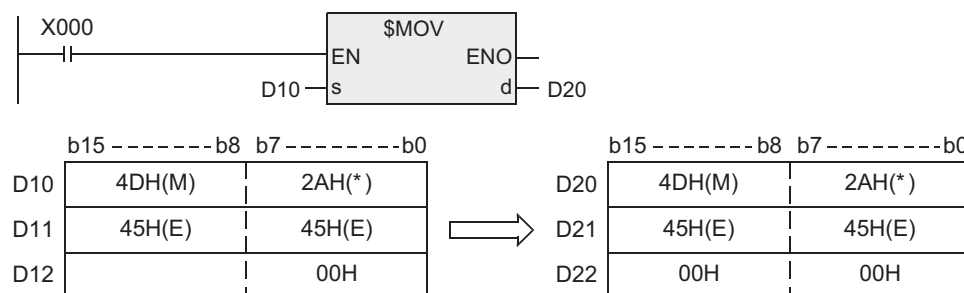 X000
$MOV
EN ENO
D10 s d D20
b15 -------b8 b7 --------b0 b15 -------b8 b7 --------b0
D10 4DH(M) 2AH(*) D20 4DH(M) 2AH(*)
D11 45H(E) 45H(E) D21 45H(E) 45H(E)
D12 00H D22 00H 00H